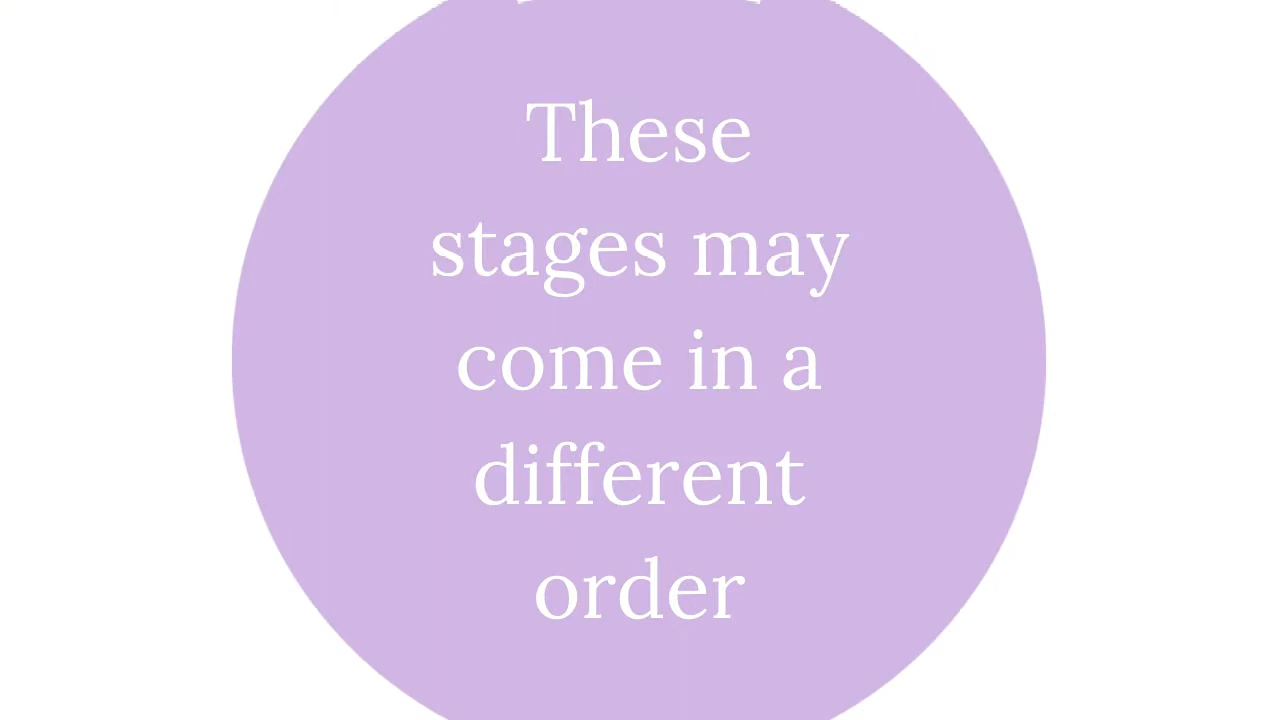 These
stages may
come in a
different
order